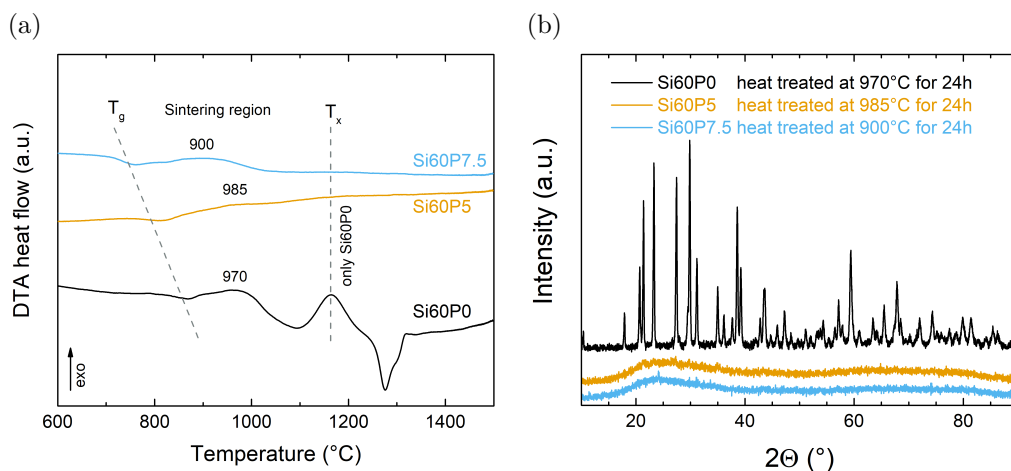 (a)
T_g
Sintering region
T_x
900
Si60P7.5
985
Si60P5
only Si60P0
970
Si60P0
exo
DTA heat flow (a.u.)
600 800 1000 1200 1400
Temperature (°C)
(b)
Si60P0 heat treated at 970°C for 24h
Si60P5 heat treated at 985°C for 24h
Si60P7.5 heat treated at 900°C for 24h
Intensity (a.u.)
20 40 60 80
2Θ (°)